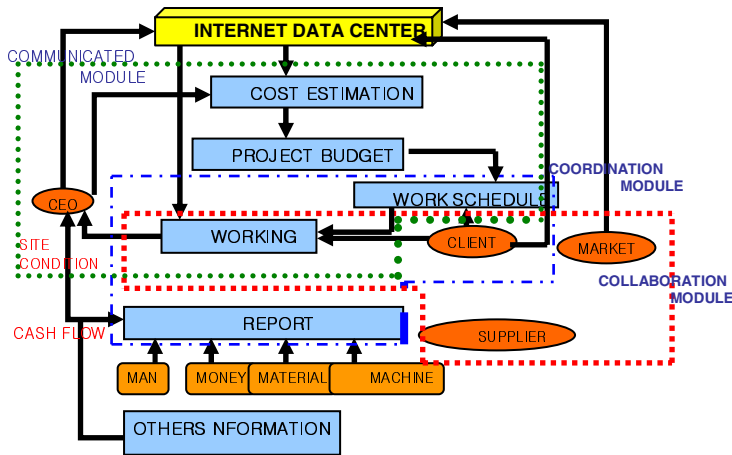 INTERNET DATA CENTER
COMMUNICATED
MODULE
COST ESTIMATION
PROJECT BUDGET
COORDINATION
MODULE
WORK SCHEDULE
CEO
WORKING
CLIENT
MARKET
SITE
CONDITION
COLLABORATION
MODULE
REPORT
CASH FLOW
SUPPLIER
MAN
MONEY
MATERIAL
MACHINE
OTHERS NFORMATION